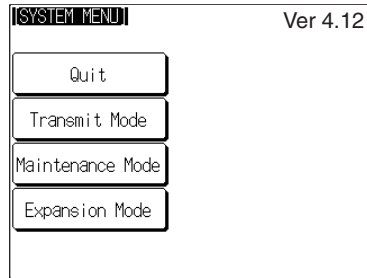 [SYSTEM MENU]
Ver 4.12
Quit
Transmit Mode
Maintenance Mode
Expansion Mode